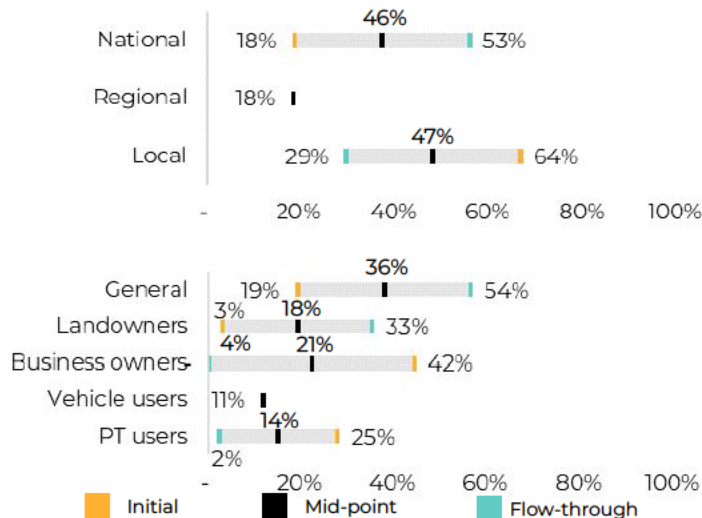 46%
National 18% 53%
Regional 18%
47%
Local 29% 64%
- 20% 40% 60% 80% 100%
36%
General 19% 54%
3% 18%
Landowners 33%
4% 21%
Business owners- 42%
Vehicle users 11%
14%
PT users 25%
2%
- 20% 40% 60% 80% 100%
Initial Mid-point Flow-through